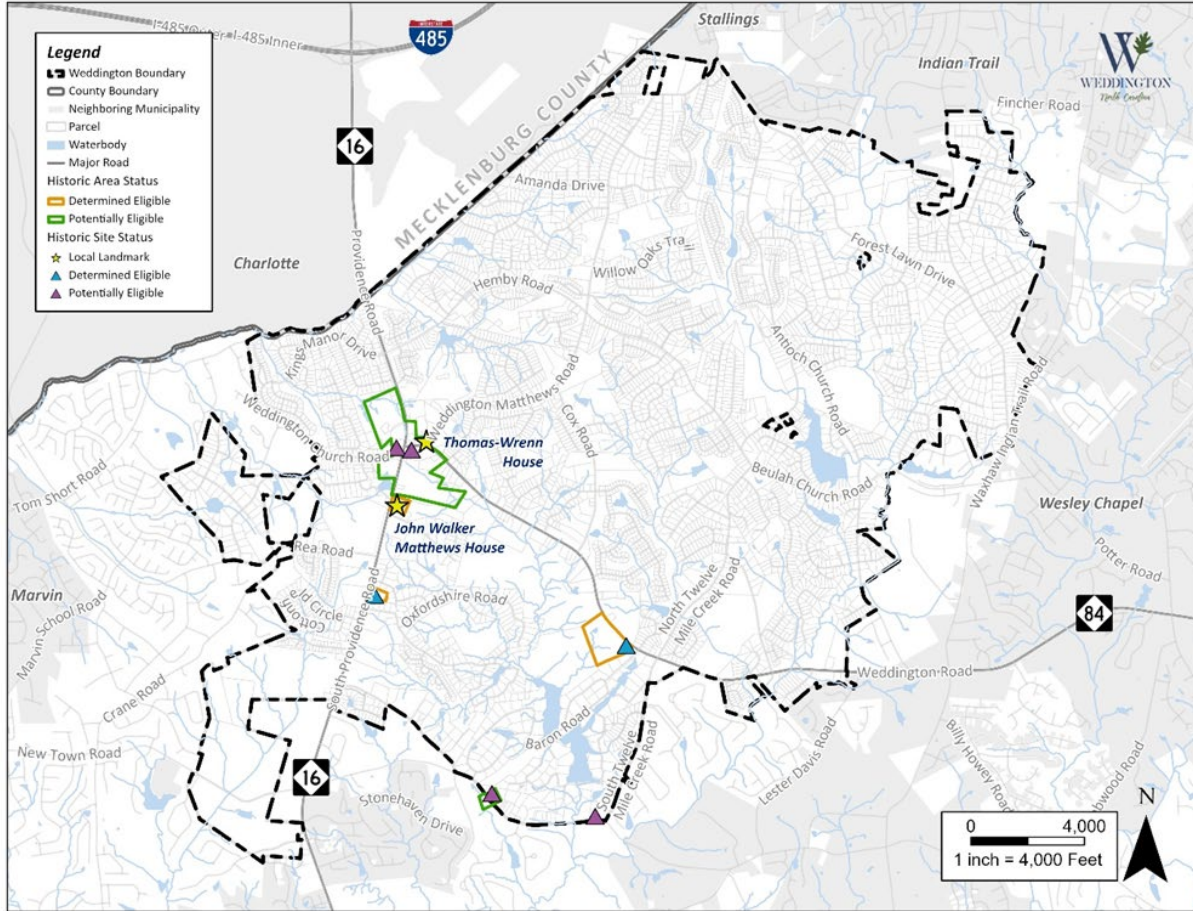 Legend
Weddington Boundary
County Boundary
Neighboring Municipality
Parcel
Waterbody
Major Road
Historic Area Status
Determined Eligible
Potentially Eligible
Historic Site Status
Local Landmark
Determined Eligible
Potentially Eligible
I-485 Outer I-485 Inner
485
Stallings
Indian Trail
W
WEDDINGTON
North Carolina
Fincher Road
16
MECKLENBURG COUNTY
Amanda Drive
Providence Road
Charlotte
Willow Oaks Trail
Forest Lawn Drive
Hemby Road
Kings Manor Drive
Antioch Church Road
Weddington Matthews Road
Weddington Church Road
Cox Road
Thomas-Wrenn
House
Waxhaw Indian Trail Road
Beulah Church Road
Tom Short Road
Wesley Chapel
John Walker
Matthews House
Rea Road
Potter Road
Marvin
Marvin School Road
Oxfordshire Road
North Twelve
Mile Creek Road
84
Weddington Road
South Providence Road
Crane Road
Baron Road
New Town Road
16
Stonehaven Drive
South Twelve
Mile Creek Road
Lester Davis Road
Billy Howey Road
N
0 4,000
1 inch = 4,000 Feet